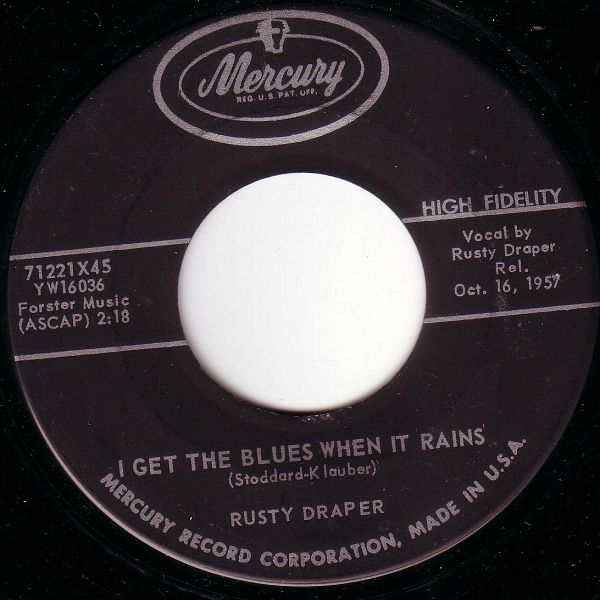 Mercury
REG. U.S. PAT. OFF.
HIGH FIDELITY
71221X45
YW16036
Forster Music
(ASCAP) 2:18
Vocal by
Rusty Draper
Rel.
Oct. 16, 1957
I GET THE BLUES WHEN IT RAINS
(Stoddard-Klauber)
RUSTY DRAPER
MERCURY RECORD CORPORATION, MADE IN U.S.A.